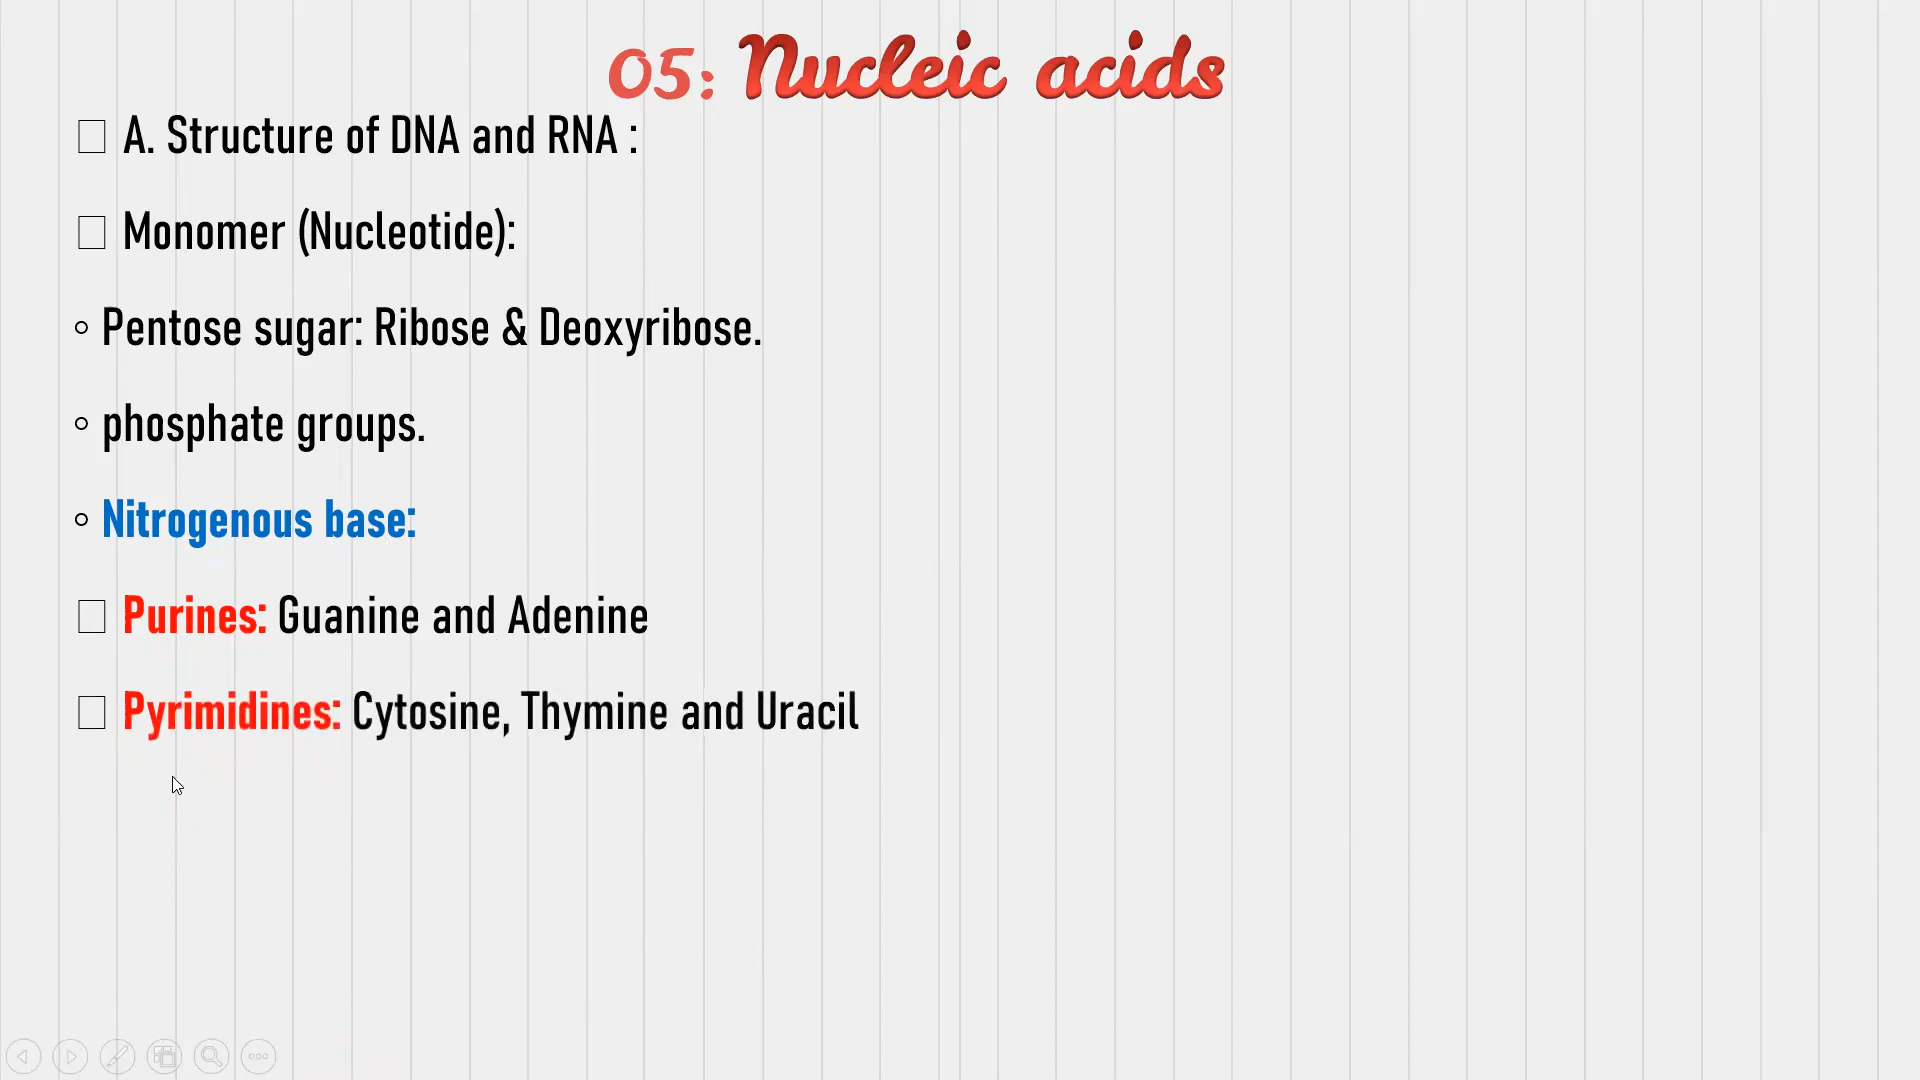 05: Nucleic acids
□ A. Structure of DNA and RNA :
□ Monomer (Nucleotide):
◦ Pentose sugar: Ribose & Deoxyribose.
◦ phosphate groups.
◦ Nitrogenous base:
□ Purines: Guanine and Adenine
□ Pyrimidines: Cytosine, Thymine and Uracil